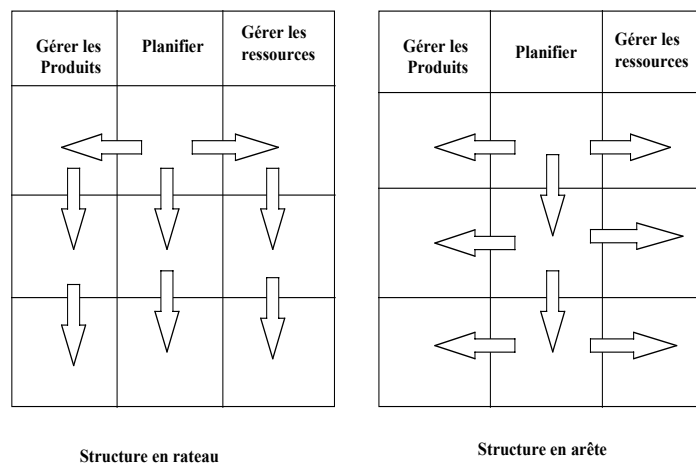 Gérer les
Produits
Planifier
Gérer les
ressources
Gérer les
Produits
Planifier
Gérer les
ressources
Structure en rateau
Structure en arête